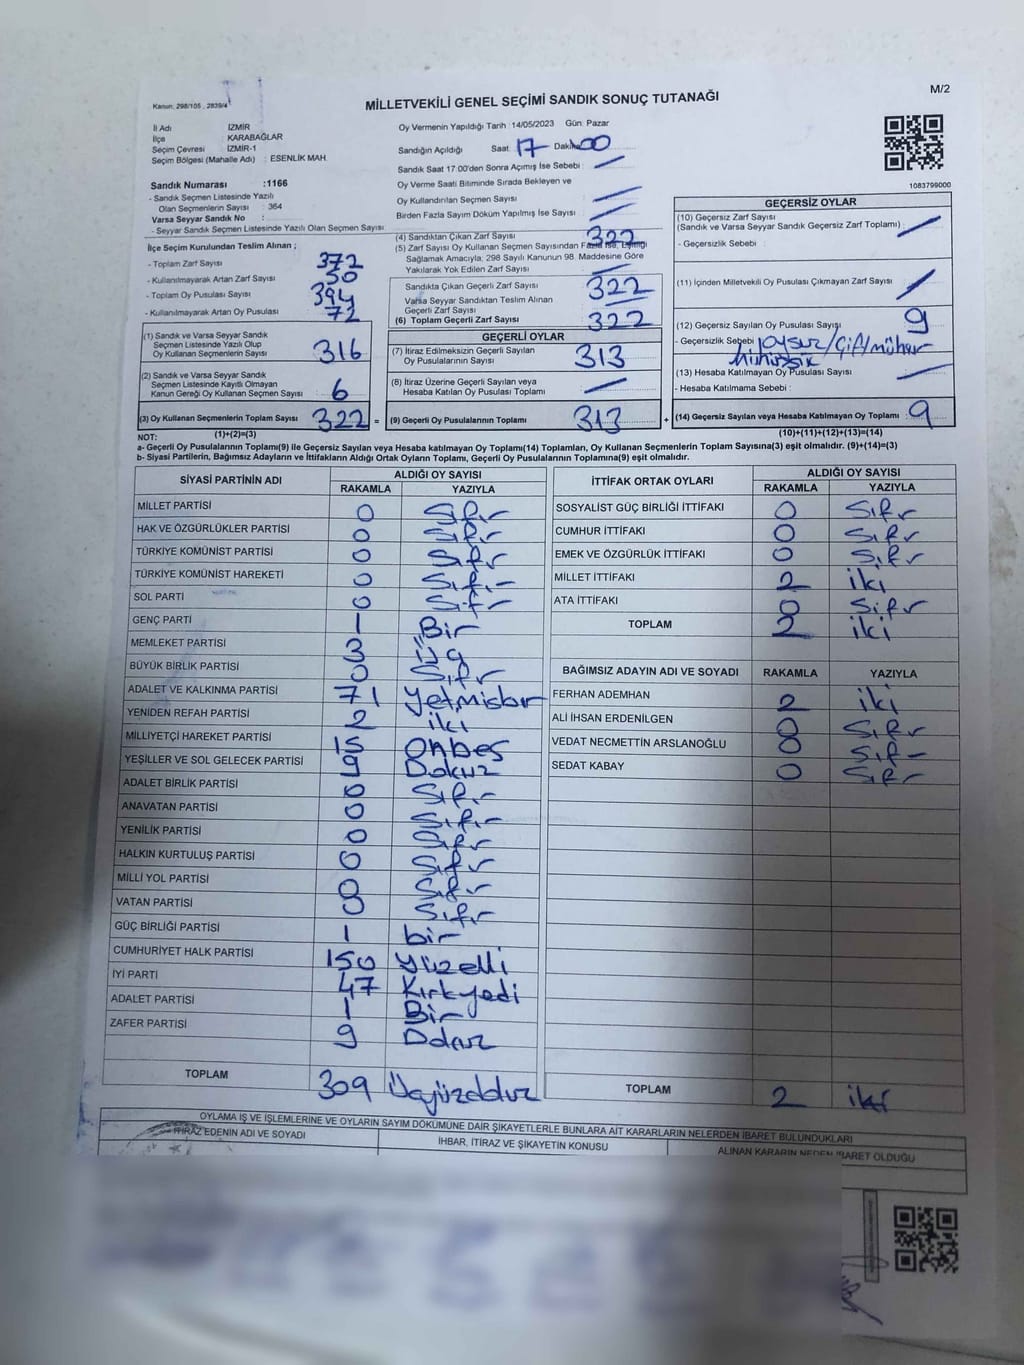 M/2
Kanun: 298/105 , 2839/4
MİLLETVEKİLİ GENEL SEÇİMİ SANDIK SONUÇ TUTANAĞI
İl Adı İZMİR
İlçe KARABAĞLAR
Seçim Çevresi İZMİR-1
Seçim Bölgesi (Mahalle Adı) : ESENLİK MAH.
Oy Vermenin Yapıldığı Tarih :14/05/2023 Gün: Pazar
Sandığın Açıldığı Saat: 17 Dakika: 00
Sandık Saat 17:00'den Sonra Açımış İse Sebebi :
Oy Verme Saati Bitiminde Sırada Bekleyen ve
Oy Kullandırılan Seçmen Sayısı :
Birden Fazla Sayım Döküm Yapılmış İse Sayısı :
1083799000
Sandık Numarası :1166
- Sandık Seçmen Listesinde Yazılı
Olan Seçmenlerin Sayısı : 364
Varsa Seyyar Sandık No :
- Seyyar Sandık Seçmen Listesinde Yazılı Olan Seçmen Sayısı
İlçe Seçim Kurulundan Teslim Alınan ;
- Toplam Zarf Sayısı 372
- Kullanılmayarak Artan Zarf Sayısı 50
- Toplam Oy Pusulası Sayısı 394
- Kullanılmayarak Artan Oy Pusulası 72
(1) Sandık ve Varsa Seyyar Sandık
Seçmen Listesinde Yazılı Olup
Oy Kullanan Seçmenlerin Sayısı 316
(2) Sandık ve Varsa Seyyar Sandık
Seçmen Listesinde Kayıtlı Olmayan
Kanun Gereği Oy Kullanan Seçmen Sayısı 6
(3) Oy Kullanan Seçmenlerin Toplam Sayısı 322 =
(4) Sandıktan Çıkan Zarf Sayısı 322
(5) Zarf Sayısı Oy Kullanan Seçmen Sayısından Fazla ise, Eşitliği
Sağlamak Amacıyla; 298 Sayılı Kanunun 98. Maddesine Göre
Yakılarak Yok Edilen Zarf Sayısı
Sandıkta Çıkan Geçerli Zarf Sayısı 322
Varsa Seyyar Sandıktan Teslim Alınan
Geçerli Zarf Sayısı
(6) Toplam Geçerli Zarf Sayısı 322
GEÇERLİ OYLAR
(7) İtiraz Edilmeksizin Geçerli Sayılan
Oy Pusulalarının Sayısı 313
(8) İtiraz Üzerine Geçerli Sayılan veya
Hesaba Katılan Oy Pusulası Toplamı
(9) Geçerli Oy Pusulalarının Toplamı 313 +
GEÇERSİZ OYLAR
(10) Geçersiz Zarf Sayısı
(Sandık ve Varsa Seyyar Sandık Geçersiz Zarf Toplamı) :
- Geçersizlik Sebebi :
(11) İçinden Milletvekili Oy Pusulası Çıkmayan Zarf Sayısı :
(12) Geçersiz Sayılan Oy Pusulası Sayısı 9
- Geçersizlik Sebebi
(13) Hesaba Katılmayan Oy Pusulası Sayısı :
- Hesaba Katılmama Sebebi :
(14) Geçersiz Sayılan veya Hesaba Katılmayan Oy Toplamı : 9
NOT: (1)+(2)=(3) (10)+(11)+(12)+(13)=(14)
a- Geçerli Oy Pusulalarının Toplamı(9) ile Geçersiz Sayılan veya Hesaba katılmayan Oy Toplamı(14) Toplamları, Oy Kullanan Seçmenlerin Toplam Sayısına(3) eşit olmalıdır. (9)+(14)=(3)
b- Siyasi Partilerin, Bağımsız Adayların ve İttifakların Aldığı Ortak Oyların Toplamı, Geçerli Oy Pusulalarının Toplamına(9) eşit olmalıdır.
SİYASİ PARTİNİN ADI ALDIĞI OY SAYISI
RAKAMLA YAZIYLA
MİLLET PARTİSİ 0 Sıfır
HAK VE ÖZGÜRLÜKLER PARTİSİ 0 Sıfır
TÜRKİYE KOMÜNİST PARTİSİ 0 Sıfır
TÜRKİYE KOMÜNİST HAREKETİ 0 Sıfır
SOL PARTİ 0 Sıfır
GENÇ PARTİ 1 Bir
MEMLEKET PARTİSİ 3 Üç
BÜYÜK BİRLİK PARTİSİ 0 Sıfır
ADALET VE KALKINMA PARTİSİ 71 Yetmişbir
YENİDEN REFAH PARTİSİ 2 iki
MİLLİYETÇİ HAREKET PARTİSİ 15 Onbeş
YEŞİLLER VE SOL GELECEK PARTİSİ 9 Dokuz
ADALET BİRLİK PARTİSİ 0 Sıfır
ANAVATAN PARTİSİ 0 Sıfır
YENİLİK PARTİSİ 0 Sıfır
HALKIN KURTULUŞ PARTİSİ 0 Sıfır
MİLLİ YOL PARTİSİ 0 Sıfır
VATAN PARTİSİ 0 Sıfır
GÜÇ BİRLİĞİ PARTİSİ 1 bir
CUMHURİYET HALK PARTİSİ 150 Yüzelli
İYİ PARTİ 47 Kırkyedi
ADALET PARTİSİ 1 Bir
ZAFER PARTİSİ 9
TOPLAM 309
İTTİFAK ORTAK OYLARI ALDIĞI OY SAYISI
RAKAMLA YAZIYLA
SOSYALİST GÜÇ BİRLİĞİ İTTİFAKI 0 Sıfır
CUMHUR İTTİFAKI 0 Sıfır
EMEK VE ÖZGÜRLÜK İTTİFAKI 0 Sıfır
MİLLET İTTİFAKI 2 iki
ATA İTTİFAKI 0 Sıfır
TOPLAM 2 iki
BAĞIMSIZ ADAYIN ADI VE SOYADI RAKAMLA YAZIYLA
FERHAN ADEMHAN 2 iki
ALİ İHSAN ERDENİLGEN 0 Sıfır
VEDAT NECMETTİN ARSLANOĞLU 0 Sıfır
SEDAT KABAY 0 Sıfır
TOPLAM 2 iki
OYLAMA İŞ VE İŞLEMLERİNE VE OYLARIN SAYIM DÖKÜMÜNE DAİR ŞİKAYETLERLE BUNLARA AİT KARARLARIN NELERDEN İBARET BULUNDUKLARI
İTİRAZ EDENİN ADI VE SOYADI İHBAR, İTİRAZ VE ŞİKAYETİN KONUSU ALINAN KARARIN NEDEN İBARET OLDUĞU